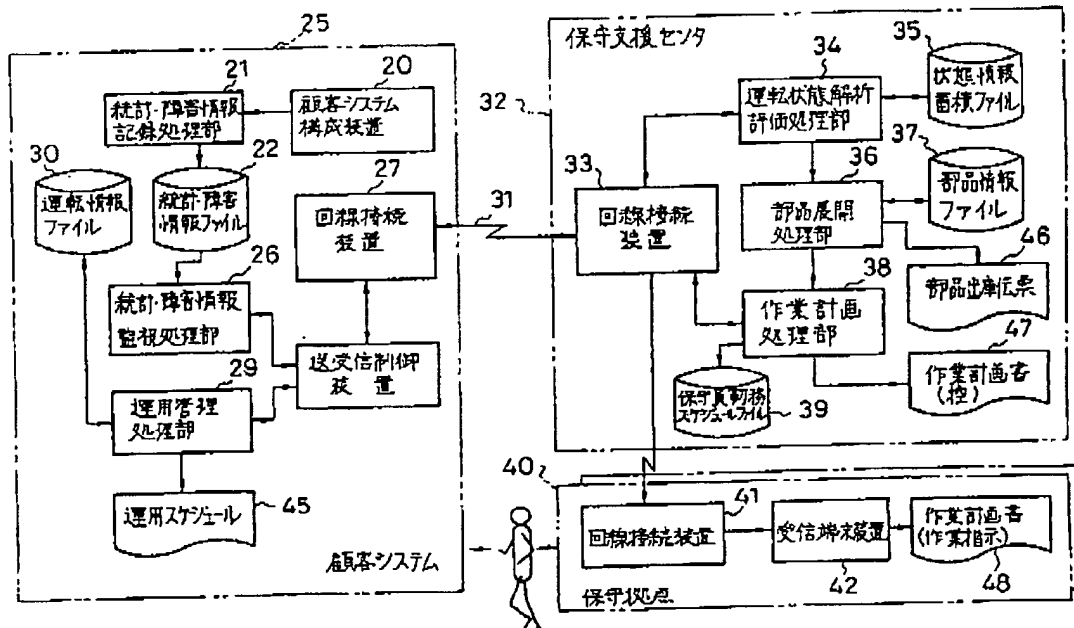 25
21
統計・障害情報
記録処理部
20
顧客システム
構成装置
30
運転情報
ファイル
22
統計・障害
情報ファイル
27
回線接続
装置
26
統計・障害情報
監視処理部
送受信制御
装置
29
運用管理
処理部
運用スケジュール
45
顧客システム
31
保守支援センタ
32
33
回線接続
装置
34
運転状態解析
評価処理部
35
状態情報
蓄積ファイル
36
部品展開
処理部
37
部品情報
ファイル
46
部品出庫伝票
38
作業計画
処理部
47
作業計画書
(控)
保守員勤務
スケジュールファイル
39
40
41
回線接続装置
受信端末装置
42
作業計画書
(作業指示)
48
保守拠点